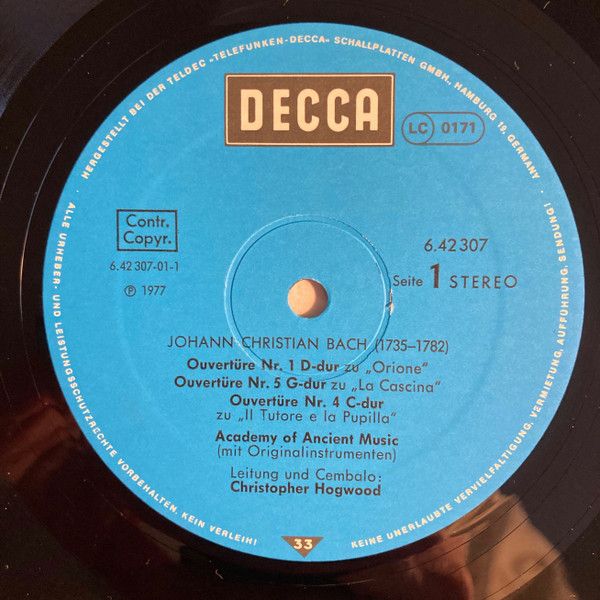 HERGESTELLT BEI DER TELDEC »TELEFUNKEN-DECCA« SCHALLPLATTEN GMBH, HAMBURG 19, GERMANY
DECCA
LC 0171
Contr.
Copyr.
6.42 307-01-1
Ⓟ 1977
6.42 307
Seite 1 STEREO
JOHANN CHRISTIAN BACH (1735–1782)
Ouvertüre Nr. 1 D-dur zu „Orione“
Ouvertüre Nr. 5 G-dur zu „La Cascina“
Ouvertüre Nr. 4 C-dur
zu „Il Tutore e la Pupilla“
Academy of Ancient Music
(mit Originalinstrumenten)
Leitung und Cembalo:
Christopher Hogwood
33
ALLE URHEBER- UND LEISTUNGSSCHUTZRECHTE VORBEHALTEN. KEIN VERLEIH!
KEINE UNERLAUBTE VERVIELFÄLTIGUNG, VERMIETUNG, AUFFÜHRUNG, SENDUNG!